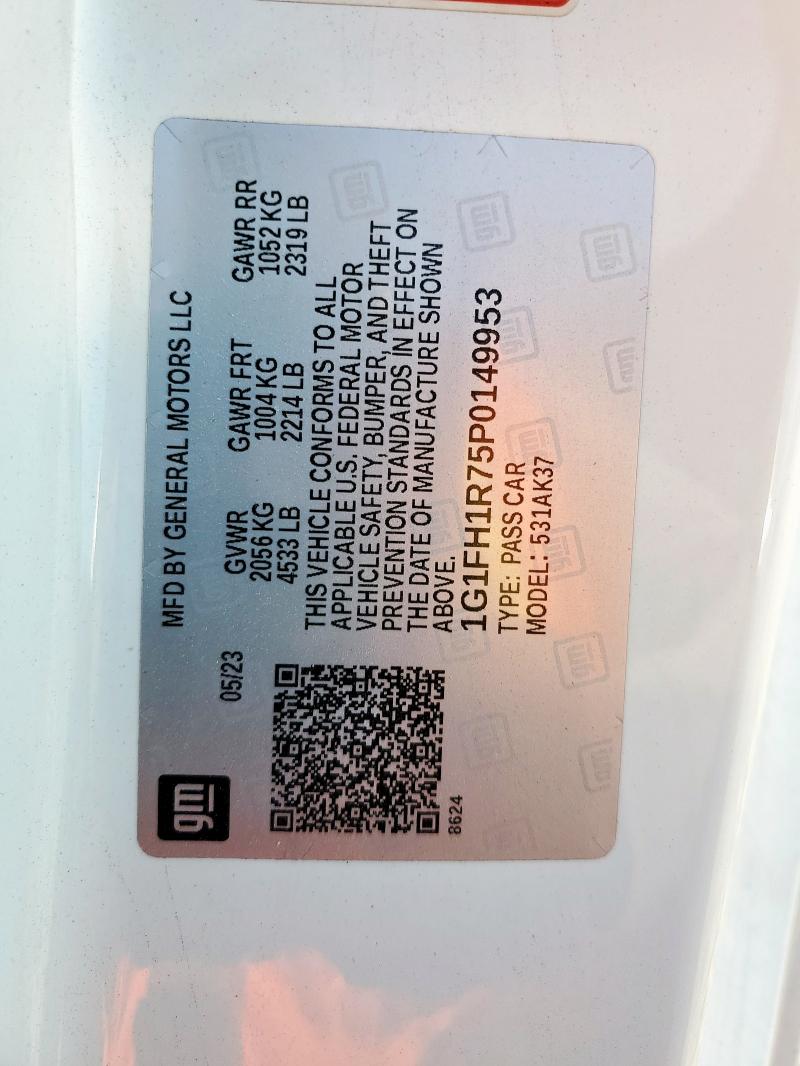 gm
MFD BY GENERAL MOTORS LLC
05/23
GVWR GAWR FRT GAWR RR
2056 KG 1004 KG 1052 KG
4533 LB 2214 LB 2319 LB
THIS VEHICLE CONFORMS TO ALL
APPLICABLE U.S. FEDERAL MOTOR
VEHICLE SAFETY, BUMPER, AND THEFT
PREVENTION STANDARDS IN EFFECT ON
THE DATE OF MANUFACTURE SHOWN
ABOVE.
1G1FH1R75P0149953
TYPE: PASS CAR
MODEL: 531AK37
8624